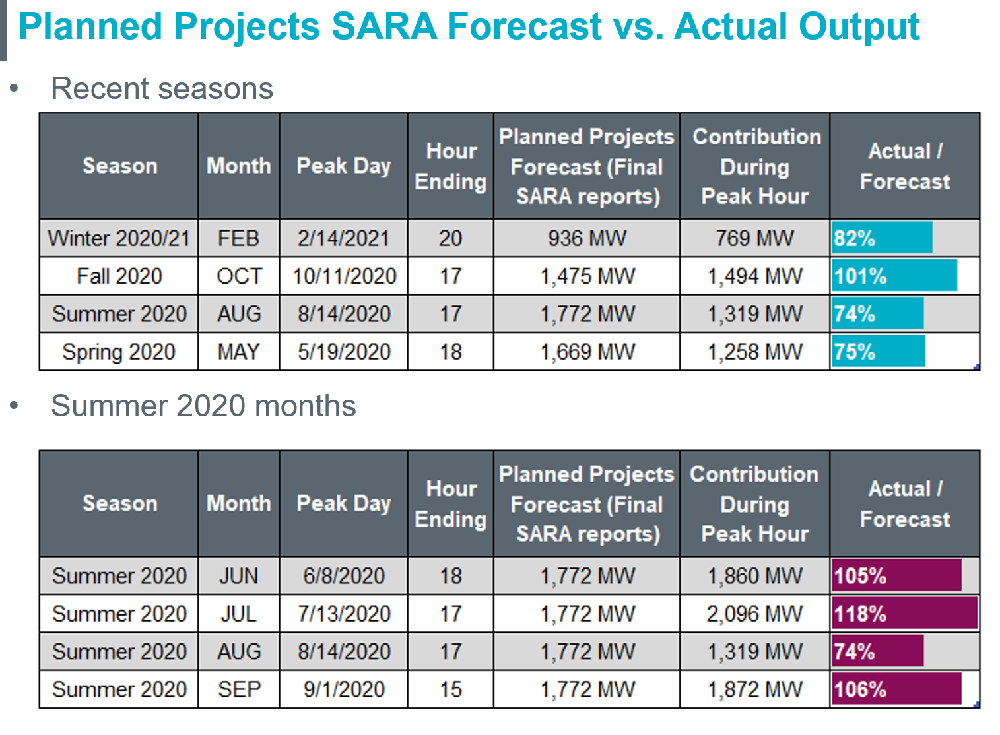 Planned Projects SARA Forecast vs. Actual Output
• Recent seasons
Season Month Peak Day Hour Ending Planned Projects Forecast (Final SARA reports) Contribution During Peak Hour Actual / Forecast
Winter 2020/21 FEB 2/14/2021 20 936 MW 769 MW 82%
Fall 2020 OCT 10/11/2020 17 1,475 MW 1,494 MW 101%
Summer 2020 AUG 8/14/2020 17 1,772 MW 1,319 MW 74%
Spring 2020 MAY 5/19/2020 18 1,669 MW 1,258 MW 75%
• Summer 2020 months
Season Month Peak Day Hour Ending Planned Projects Forecast (Final SARA reports) Contribution During Peak Hour Actual / Forecast
Summer 2020 JUN 6/8/2020 18 1,772 MW 1,860 MW 105%
Summer 2020 JUL 7/13/2020 17 1,772 MW 2,096 MW 118%
Summer 2020 AUG 8/14/2020 17 1,772 MW 1,319 MW 74%
Summer 2020 SEP 9/1/2020 15 1,772 MW 1,872 MW 106%